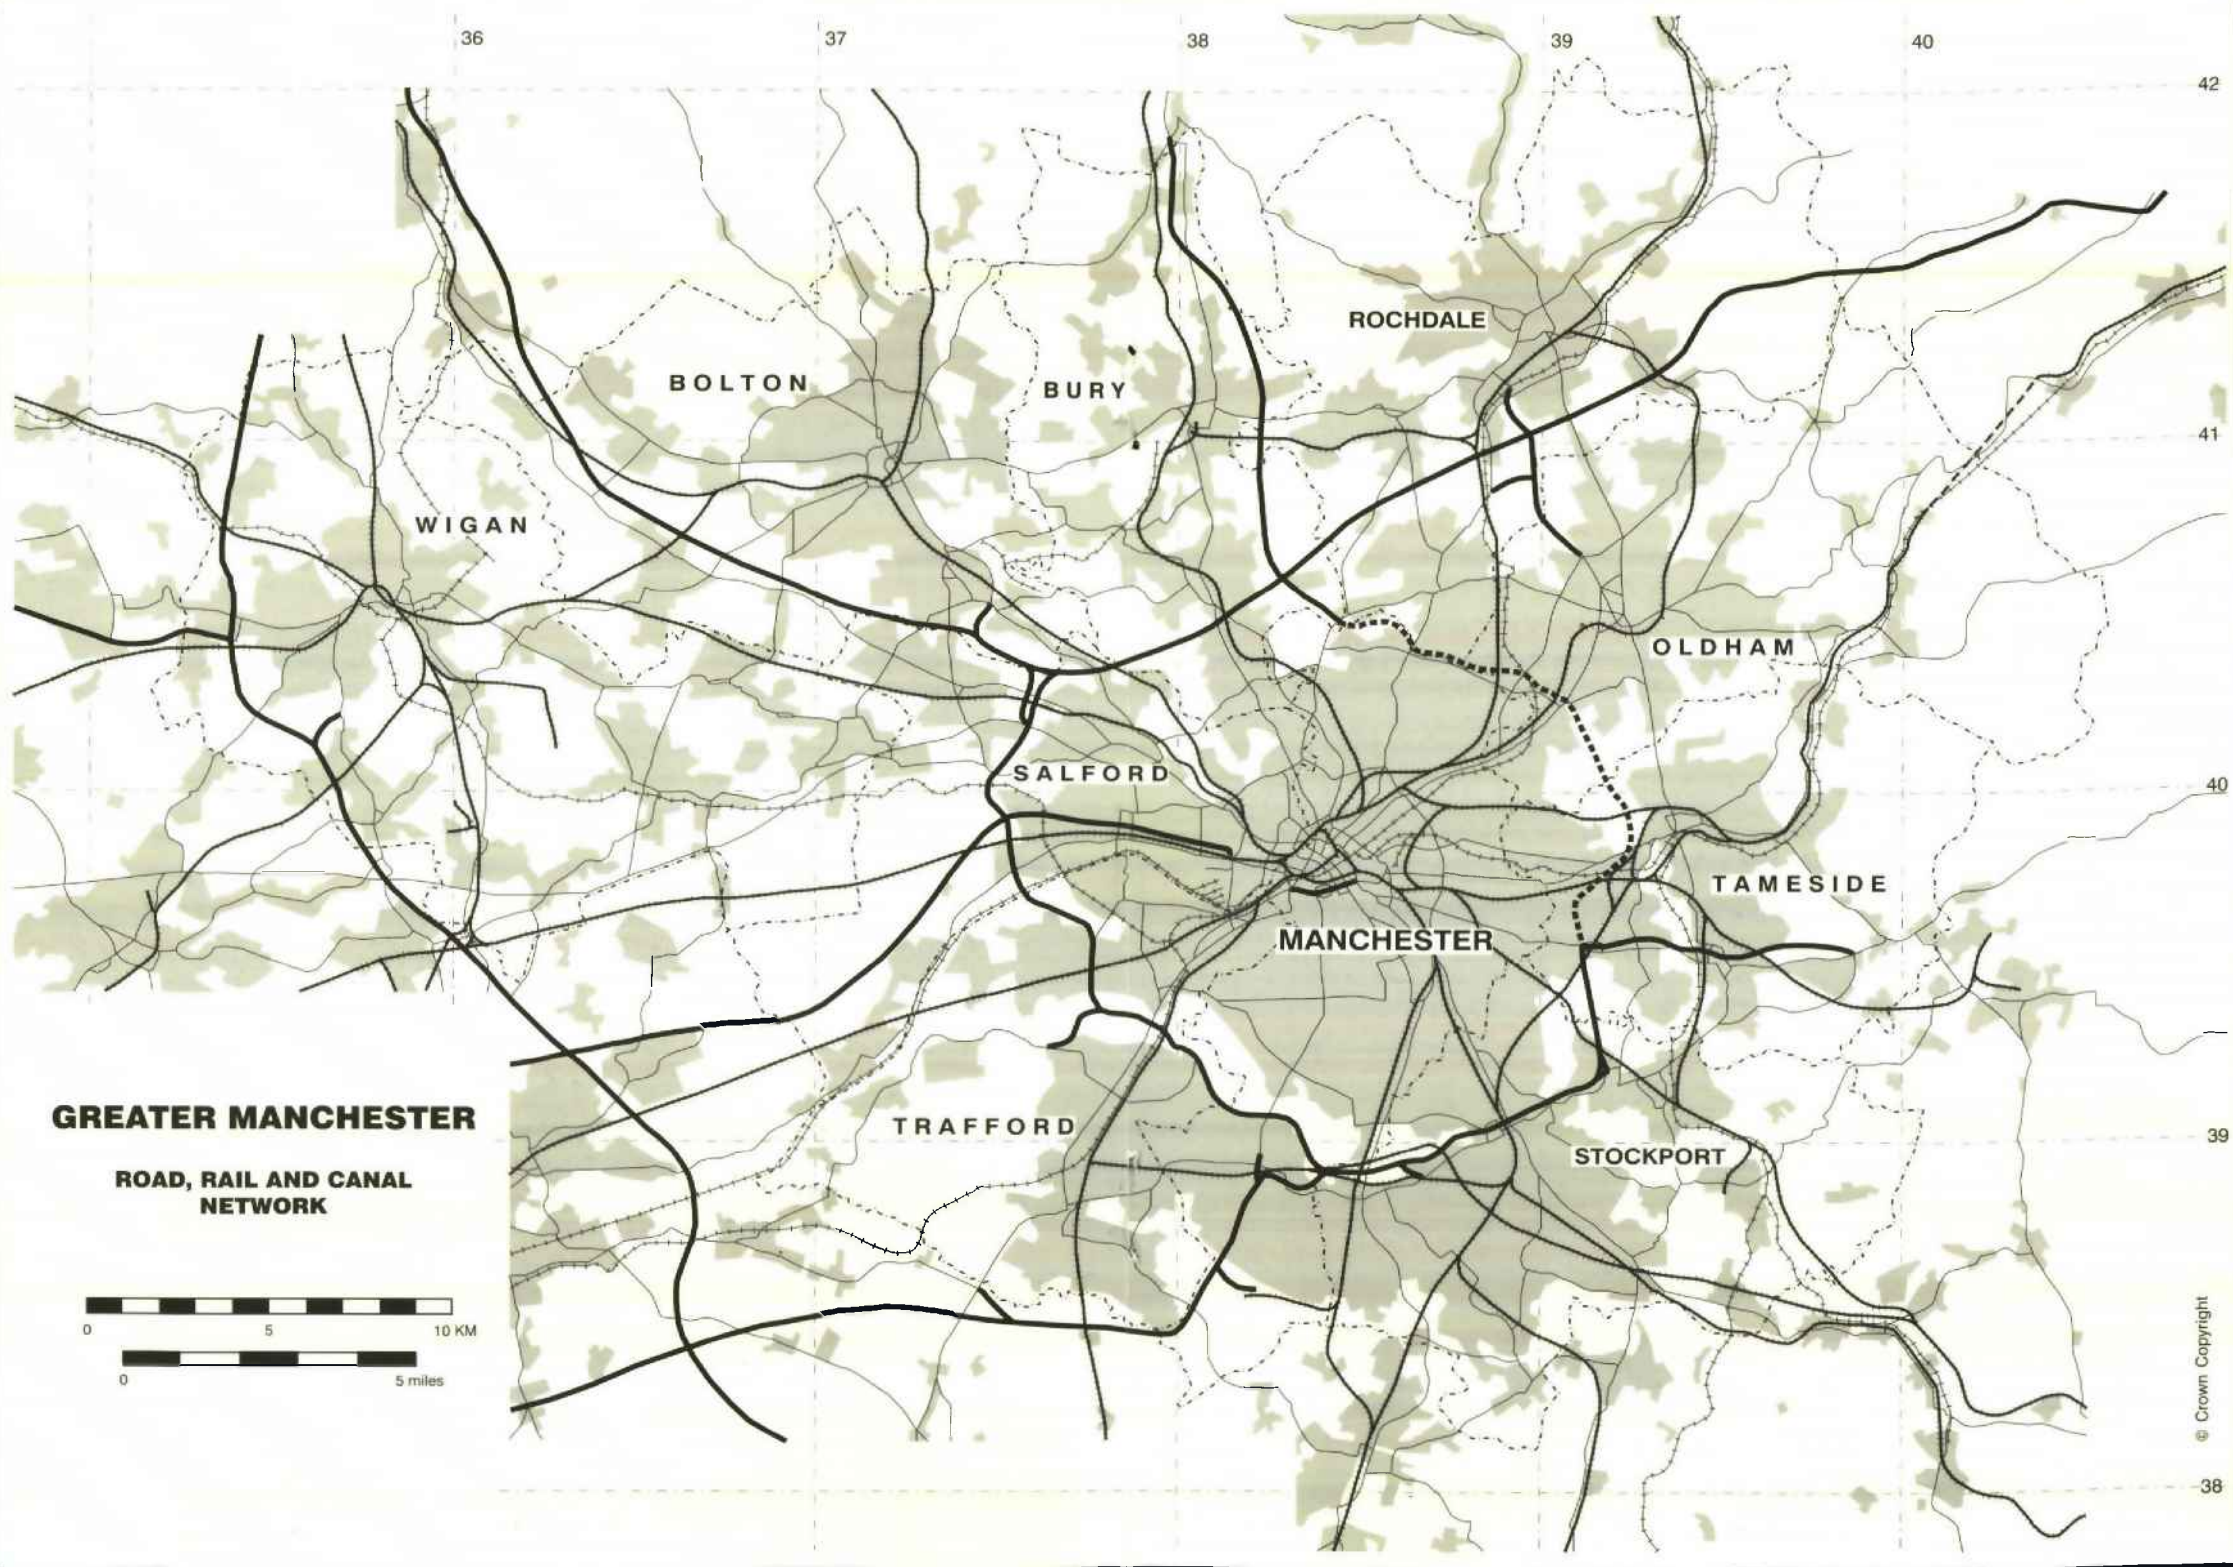 36
37
38
39
40
42
ROCHDALE
BOLTON
BURY
41
WIGAN
OLDHAM
SALFORD
40
TAMESIDE
MANCHESTER
GREATER MANCHESTER
TRAFFORD
39
STOCKPORT
ROAD, RAIL AND CANAL
NETWORK
0 5 10 KM
0 5 miles
© Crown Copyright
38